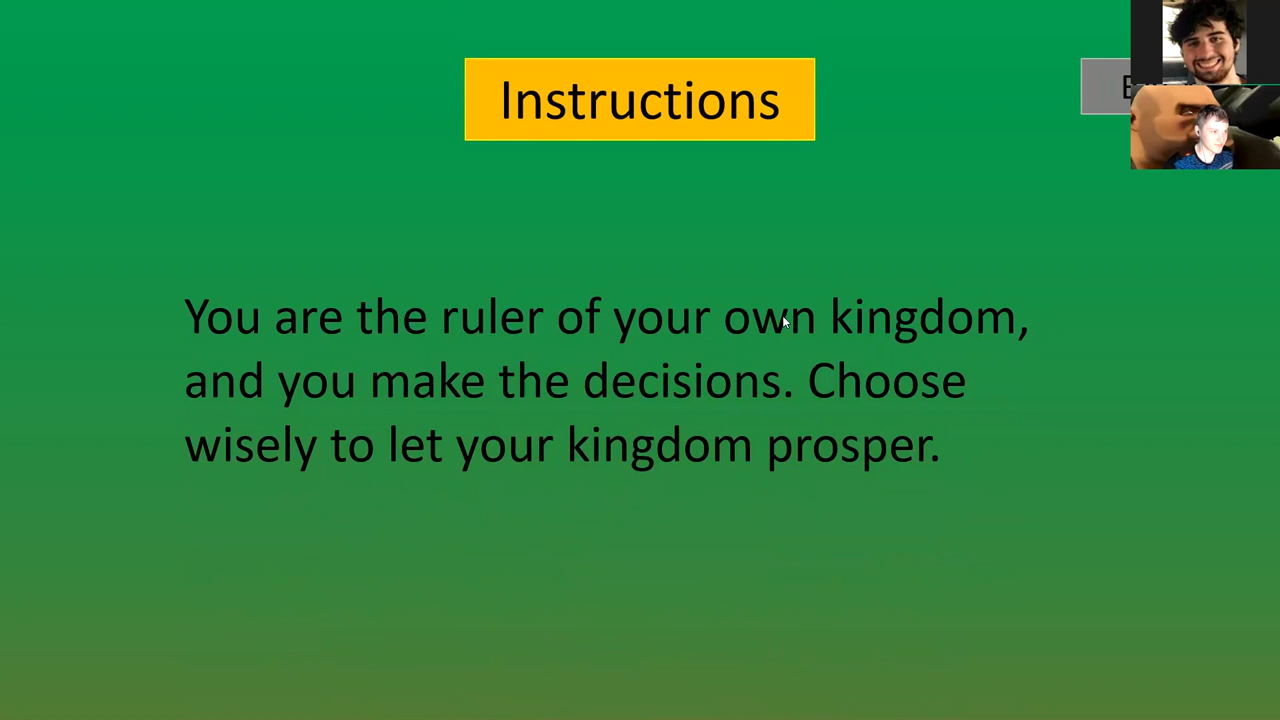 Instructions
You are the ruler of your own kingdom,
and you make the decisions. Choose
wisely to let your kingdom prosper.